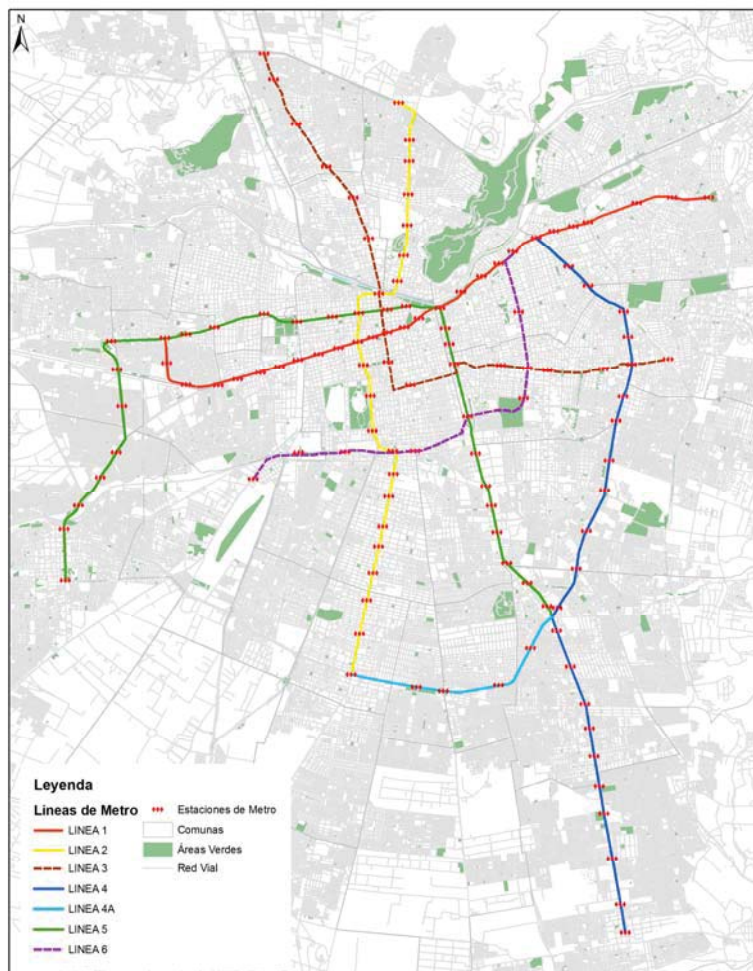 N
Leyenda
Lineas de Metro
LINEA 1
LINEA 2
LINEA 3
LINEA 4
LINEA 4A
LINEA 5
LINEA 6
Estaciones de Metro
Comunas
Áreas Verdes
Red Vial